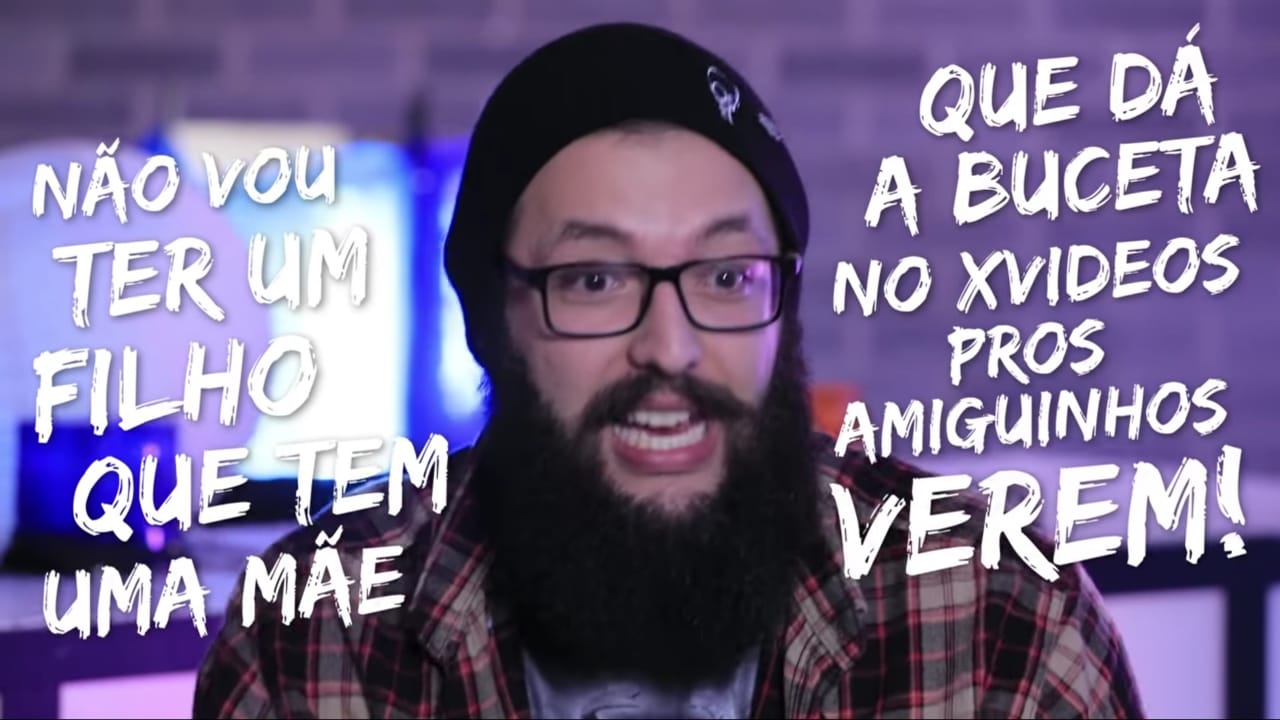 NÃO VOU
TER UM
FILHO
QUE TEM
UMA MÃE
QUE DÁ
A BUCETA
NO XVIDEOS
PROS
AMIGUINHOS
VEREM!